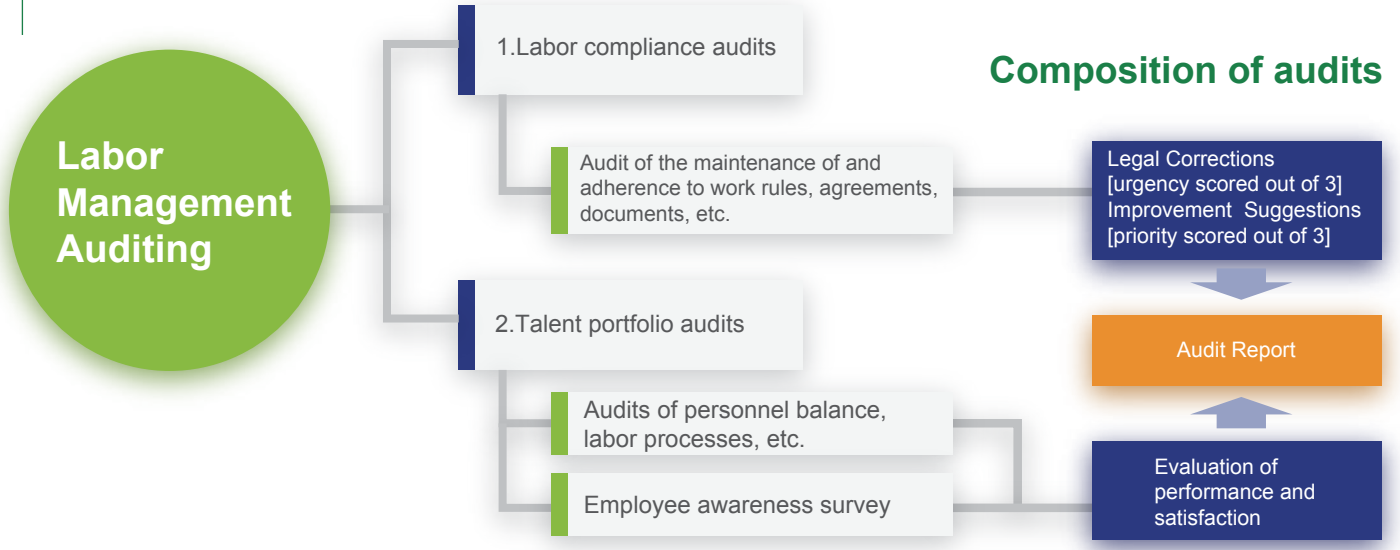 Labor
Management
Auditing
1.Labor compliance audits
Composition of audits
Audit of the maintenance of and
adherence to work rules, agreements,
documents, etc.
Legal Corrections
[urgency scored out of 3]
Improvement  Suggestions
[priority scored out of 3]
2.Talent portfolio audits
Audit Report
Audits of personnel balance,
labor processes, etc.
Employee awareness survey
Evaluation of
performance and
satisfaction